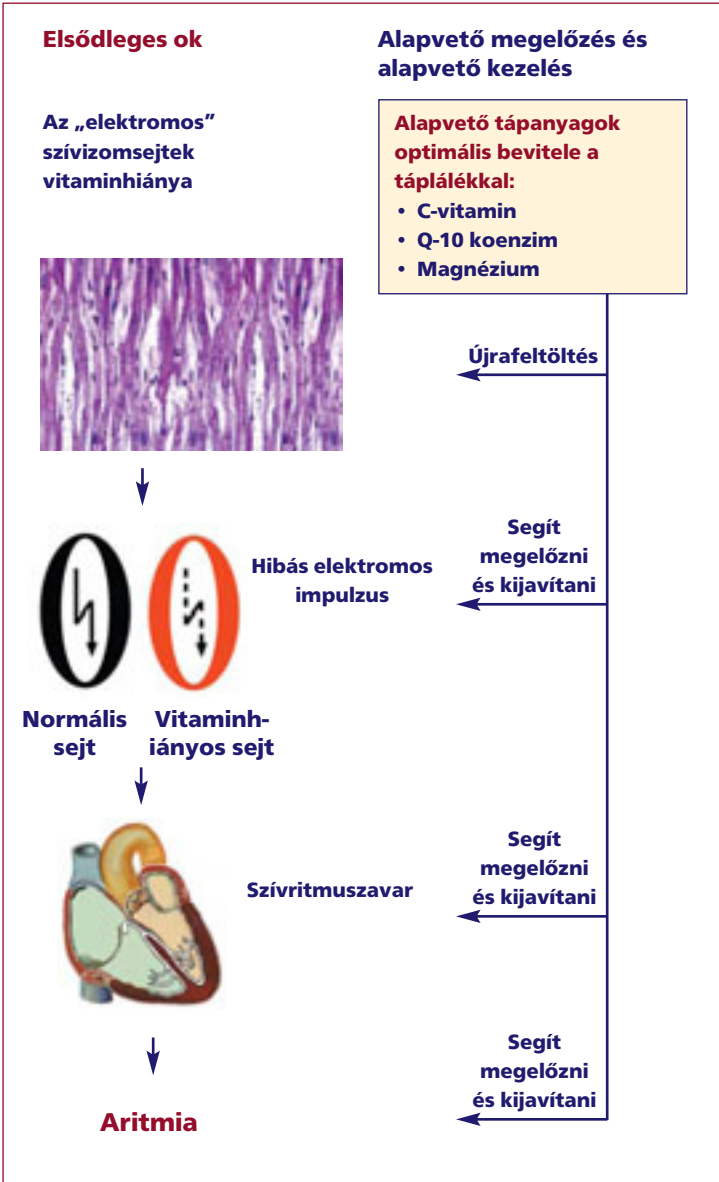 Elsődleges ok
Alapvető megelőzés és
alapvető kezelés
Az „elektromos”
szívizomsejtek
vitaminhiánya
Alapvető tápanyagok
optimális bevitele a
táplálékkal:
• C-vitamin
• Q-10 koenzim
• Magnézium
Újrafeltöltés
Hibás elektromos
impulzus
Segít
megelőzni
és kijavítani
Normális
sejt
Vitaminh-
iányos sejt
Szívritmuszavar
Segít
megelőzni
és kijavítani
Aritmia
Segít
megelőzni
és kijavítani